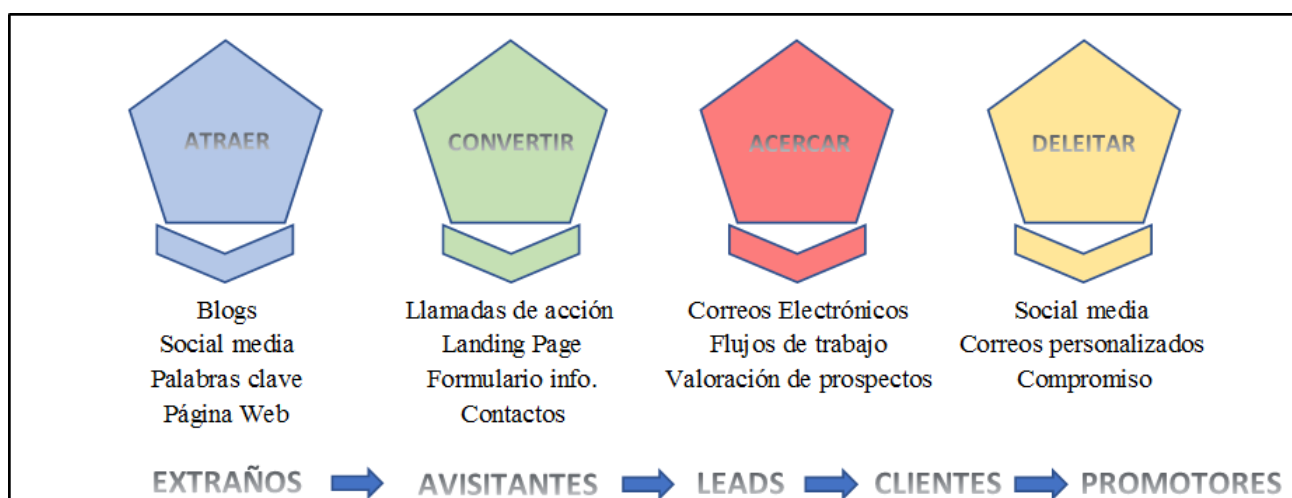 ATRAER
CONVERTIR
ACERCAR
DELEITAR
Blogs
Social media
Palabras clave
Página Web
Llamadas de acción
Landing Page
Formulario info.
Contactos
Correos Electrónicos
Flujos de trabajo
Valoración de prospectos
Social media
Correos personalizados
Compromiso
EXTRAÑOS AVISITANTES LEADS CLIENTES PROMOTORES